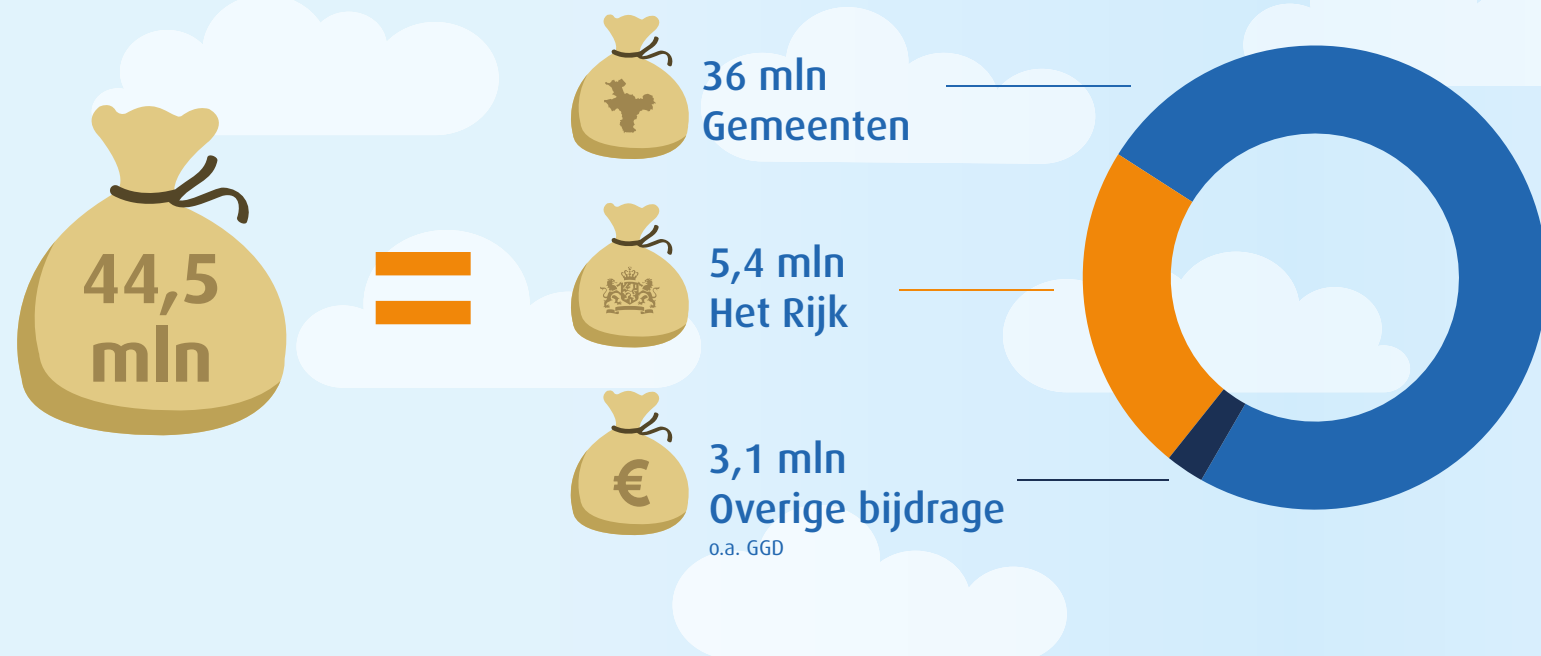 44,5
mln
36 mln
Gemeenten
5,4 mln
Het Rijk
3,1 mln
Overige bijdrage
o.a. GGD
€